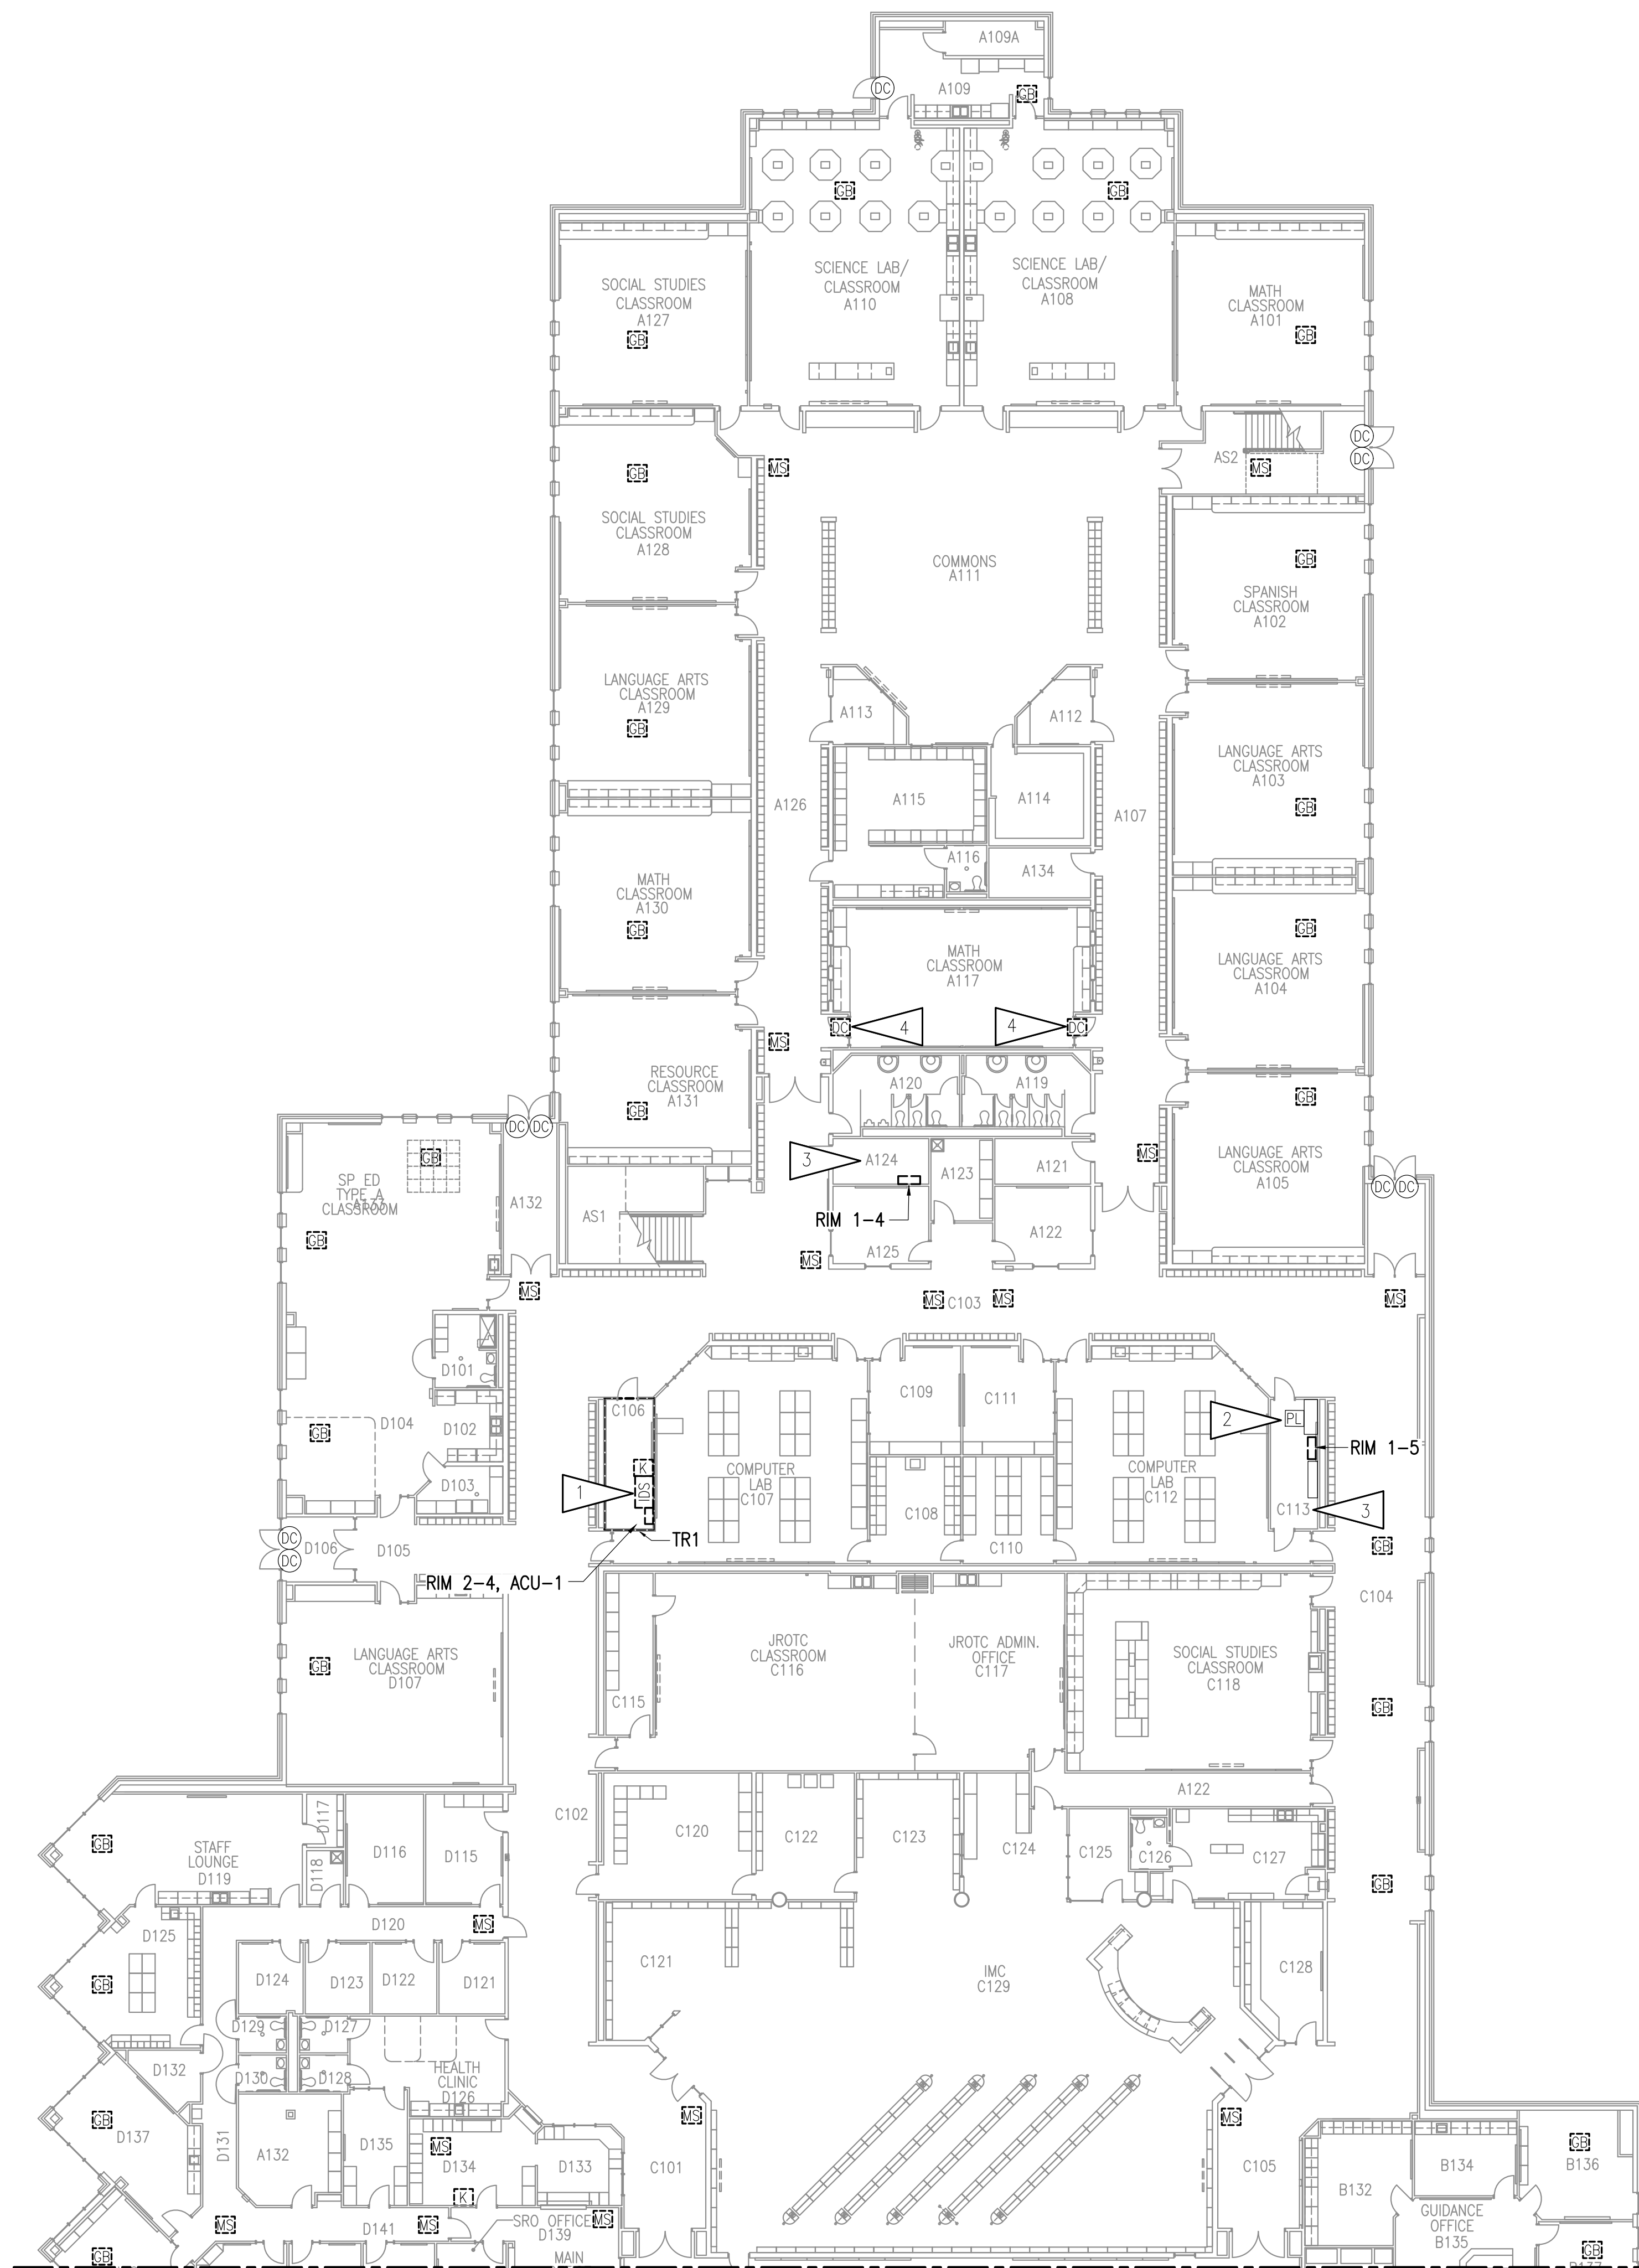 A109A
DC
A109
GB
GB
GB
SCIENCE LAB/
CLASSROOM
A110
SCIENCE LAB/
CLASSROOM
A108
SOCIAL STUDIES
CLASSROOM
A127
GB
MATH
CLASSROOM
A101
GB
DC
DC
AS2
MS
MS
GB
SOCIAL STUDIES
CLASSROOM
A128
COMMONS
A111
GB
SPANISH
CLASSROOM
A102
LANGUAGE ARTS
CLASSROOM
A129
GB
A113
A112
LANGUAGE ARTS
CLASSROOM
A103
GB
A126
A115
A114
A107
A116
A134
MATH
CLASSROOM
A130
GB
GB
LANGUAGE ARTS
CLASSROOM
A104
MATH
CLASSROOM
A117
DC
4
4
DC
MS
RESOURCE
CLASSROOM
A131
GB
A120
A119
GB
LANGUAGE ARTS
CLASSROOM
A105
DC DC
GB
SP ED
TYPE A
CLASSROOM
A133
A132
3
A124
A123
A121
MS
DC DC
AS1
RIM 1-4
GB
A125
A122
MS
MS
MS
C103
MS
MS
D101
D104
D102
GB
D103
C106
C109
C111
2
PL
RIM 1-5
K
IDS
1
COMPUTER
LAB
C107
C108
C110
COMPUTER
LAB
C112
C113
3
TR1
RIM 2-4, ACU-1
DC
DC
D106
D105
GB
C104
LANGUAGE ARTS
CLASSROOM
D107
GB
JROTC
CLASSROOM
C116
JROTC ADMIN.
OFFICE
C117
SOCIAL STUDIES
CLASSROOM
C118
C115
GB
A122
C102
C120
C122
C123
C124
C125
C126
C127
GB
GB
STAFF
LOUNGE
D119
D117
D118
D116
D115
D120
MS
D125
GB
D124
D123
D122
D121
C121
IMC
C129
C128
D129
D127
D132
D130
D128
HEALTH
CLINIC
D126
GB
D137
D131
A132
D135
MS
D134
D133
K
MS
C101
MS
C105
B132
B134
GB
B136
GUIDANCE
OFFICE
B135
MS
D141
MS
SRO OFFICE
D139
MS
MAIN
GB
GB
B137